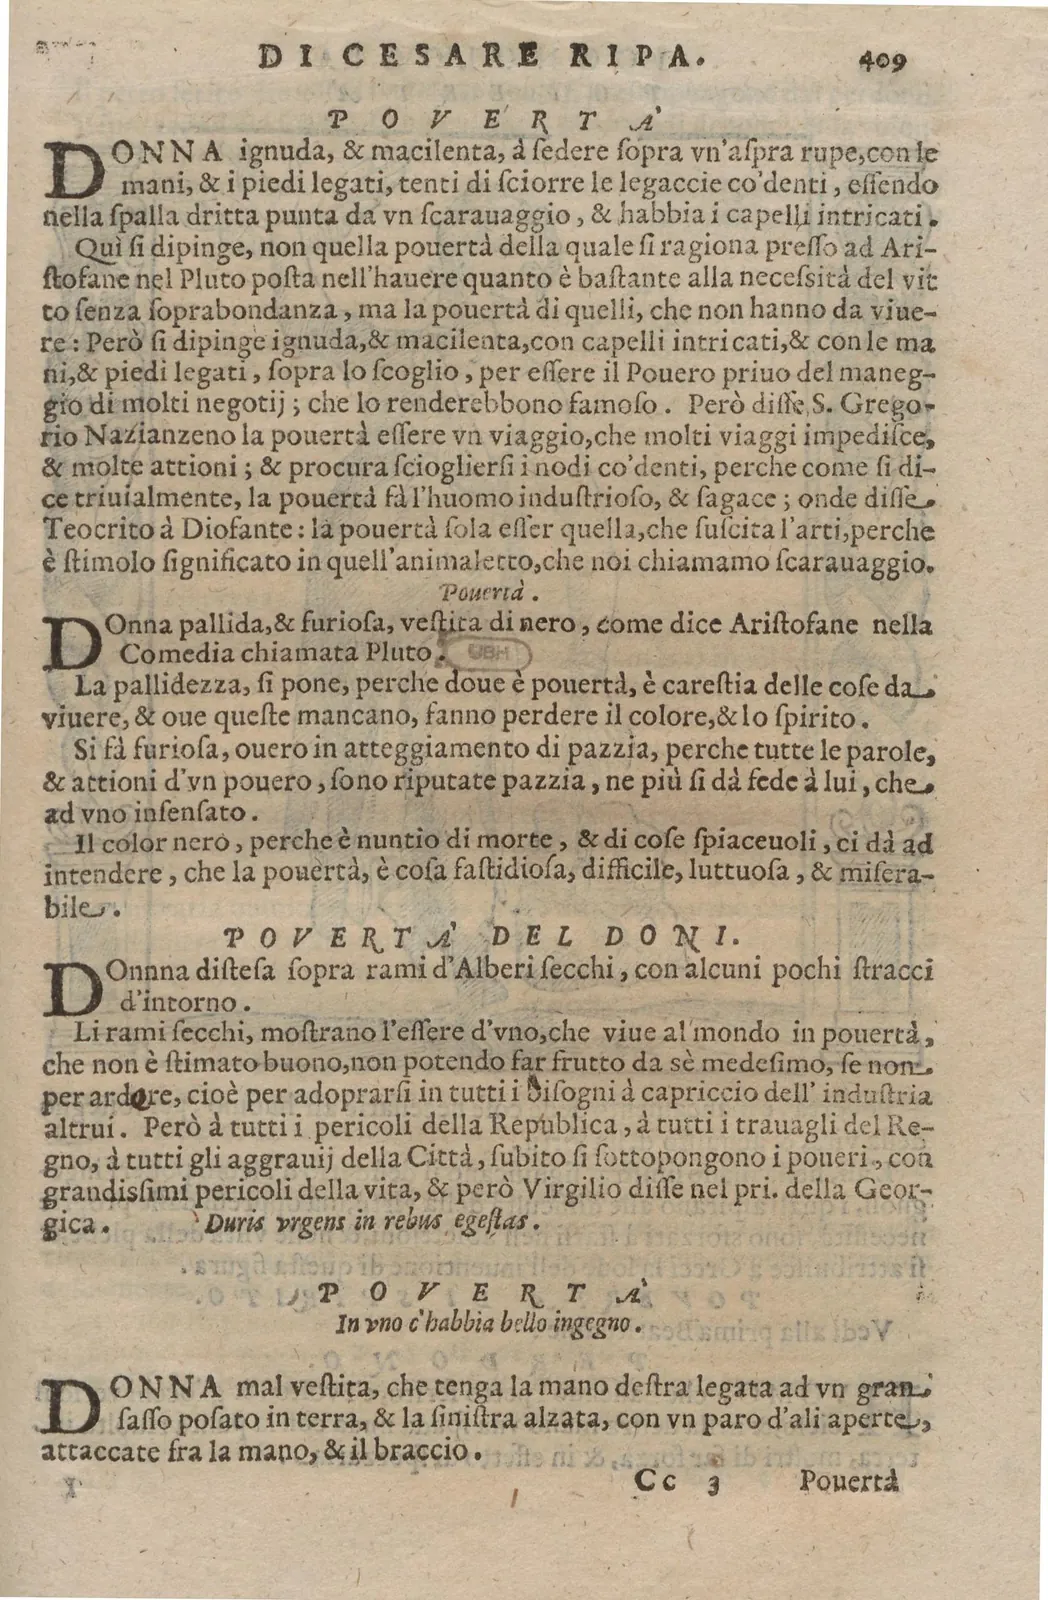 DI CESARE RIPA. 409
POVERTÀ
DONNA ignuda, & macilenta, à ſedere ſopra vn'aſpra rupe,con le
mani, & i piedi legati, tenti di ſciorre le legaccie co'denti, eſſendo
nella ſpalla dritta punta da vn ſcarauaggio, & habbia i capelli intricati.
Quì ſi dipinge, non quella pouertà della quale ſi ragiona preſſo ad Ari-
ſtofane nel Pluto poſta nell'hauere quanto è baſtante alla neceſsità del vit
to ſenza ſoprabondanza, ma la pouertà di quelli, che non hanno da viue-
re: Però ſi dipinge ignuda,& macilenta,con capelli intricati,& con le ma
ni,& piedi legati, ſopra lo ſcoglio, per eſſere il Pouero priuo del maneg-
gio di molti negotij; che lo renderebbono famoſo. Però diſſe S. Grego-
rio Nazianzeno la pouertà eſſere vn viaggio,che molti viaggi impediſce,
& molte attioni; & procura ſcioglierſi i nodi co'denti, perche come ſi di-
ce triuialmente, la pouertà fà l'huomo induſtrioſo, & ſagace; onde diſſe
Teocrito à Diofante: la pouertà ſola eſſer quella,che ſuſcita l'arti,perche
è ſtimolo ſignificato in quell'animaletto,che noi chiamamo ſcarauaggio.
Pouertà.
DOnna pallida,& furioſa, veſtita di nero, come dice Ariſtofane nella
Comedia chiamata Pluto. UBH
La pallidezza, ſi pone, perche doue è pouertà, è careſtia delle coſe da
viuere, & oue queſte mancano, fanno perdere il colore,& lo ſpirito.
Si fà furioſa, ouero in atteggiamento di pazzia, perche tutte le parole,
& attioni d'vn pouero, ſono riputate pazzia, ne più ſi dà fede à lui, che
ad vno inſenſato.
Il color nero, perche è nuntio di morte, & di coſe ſpiaceuoli, ci dà ad
intendere, che la pouertà, è coſa faſtidioſa, difficile, luttuoſa, & miſera-
bile.
POVERTÀ DEL DONI.
DOnnna diſteſa ſopra rami d'Alberi ſecchi, con alcuni pochi ſtracci
d'intorno.
Li rami ſecchi, moſtrano l'eſſere d'vno,che viue al mondo in pouertà,
che non è ſtimato buono,non potendo far frutto da sè medeſimo, ſe non
per ardere, cioè per adoprarſi in tutti i biſogni à capriccio dell' induſtria
altrui. Però à tutti i pericoli della Republica, à tutti i trauagli del Re-
gno, à tutti gli aggrauij della Città, ſubito ſi ſottopongono i poueri, con
grandiſsimi pericoli della vita, & però Virgilio diſſe nel pri. della Geor-
gica. Duris vrgens in rebus egeſtas.
POVERTÀ
In vno c'habbia bello ingegno.
DONNA mal veſtita, che tenga la mano deſtra legata ad vn gran
ſaſſo poſato in terra, & la ſiniſtra alzata, con vn paro d'ali aperte,
attaccate fra la mano, & il braccio.
Cc 3 Pouertà